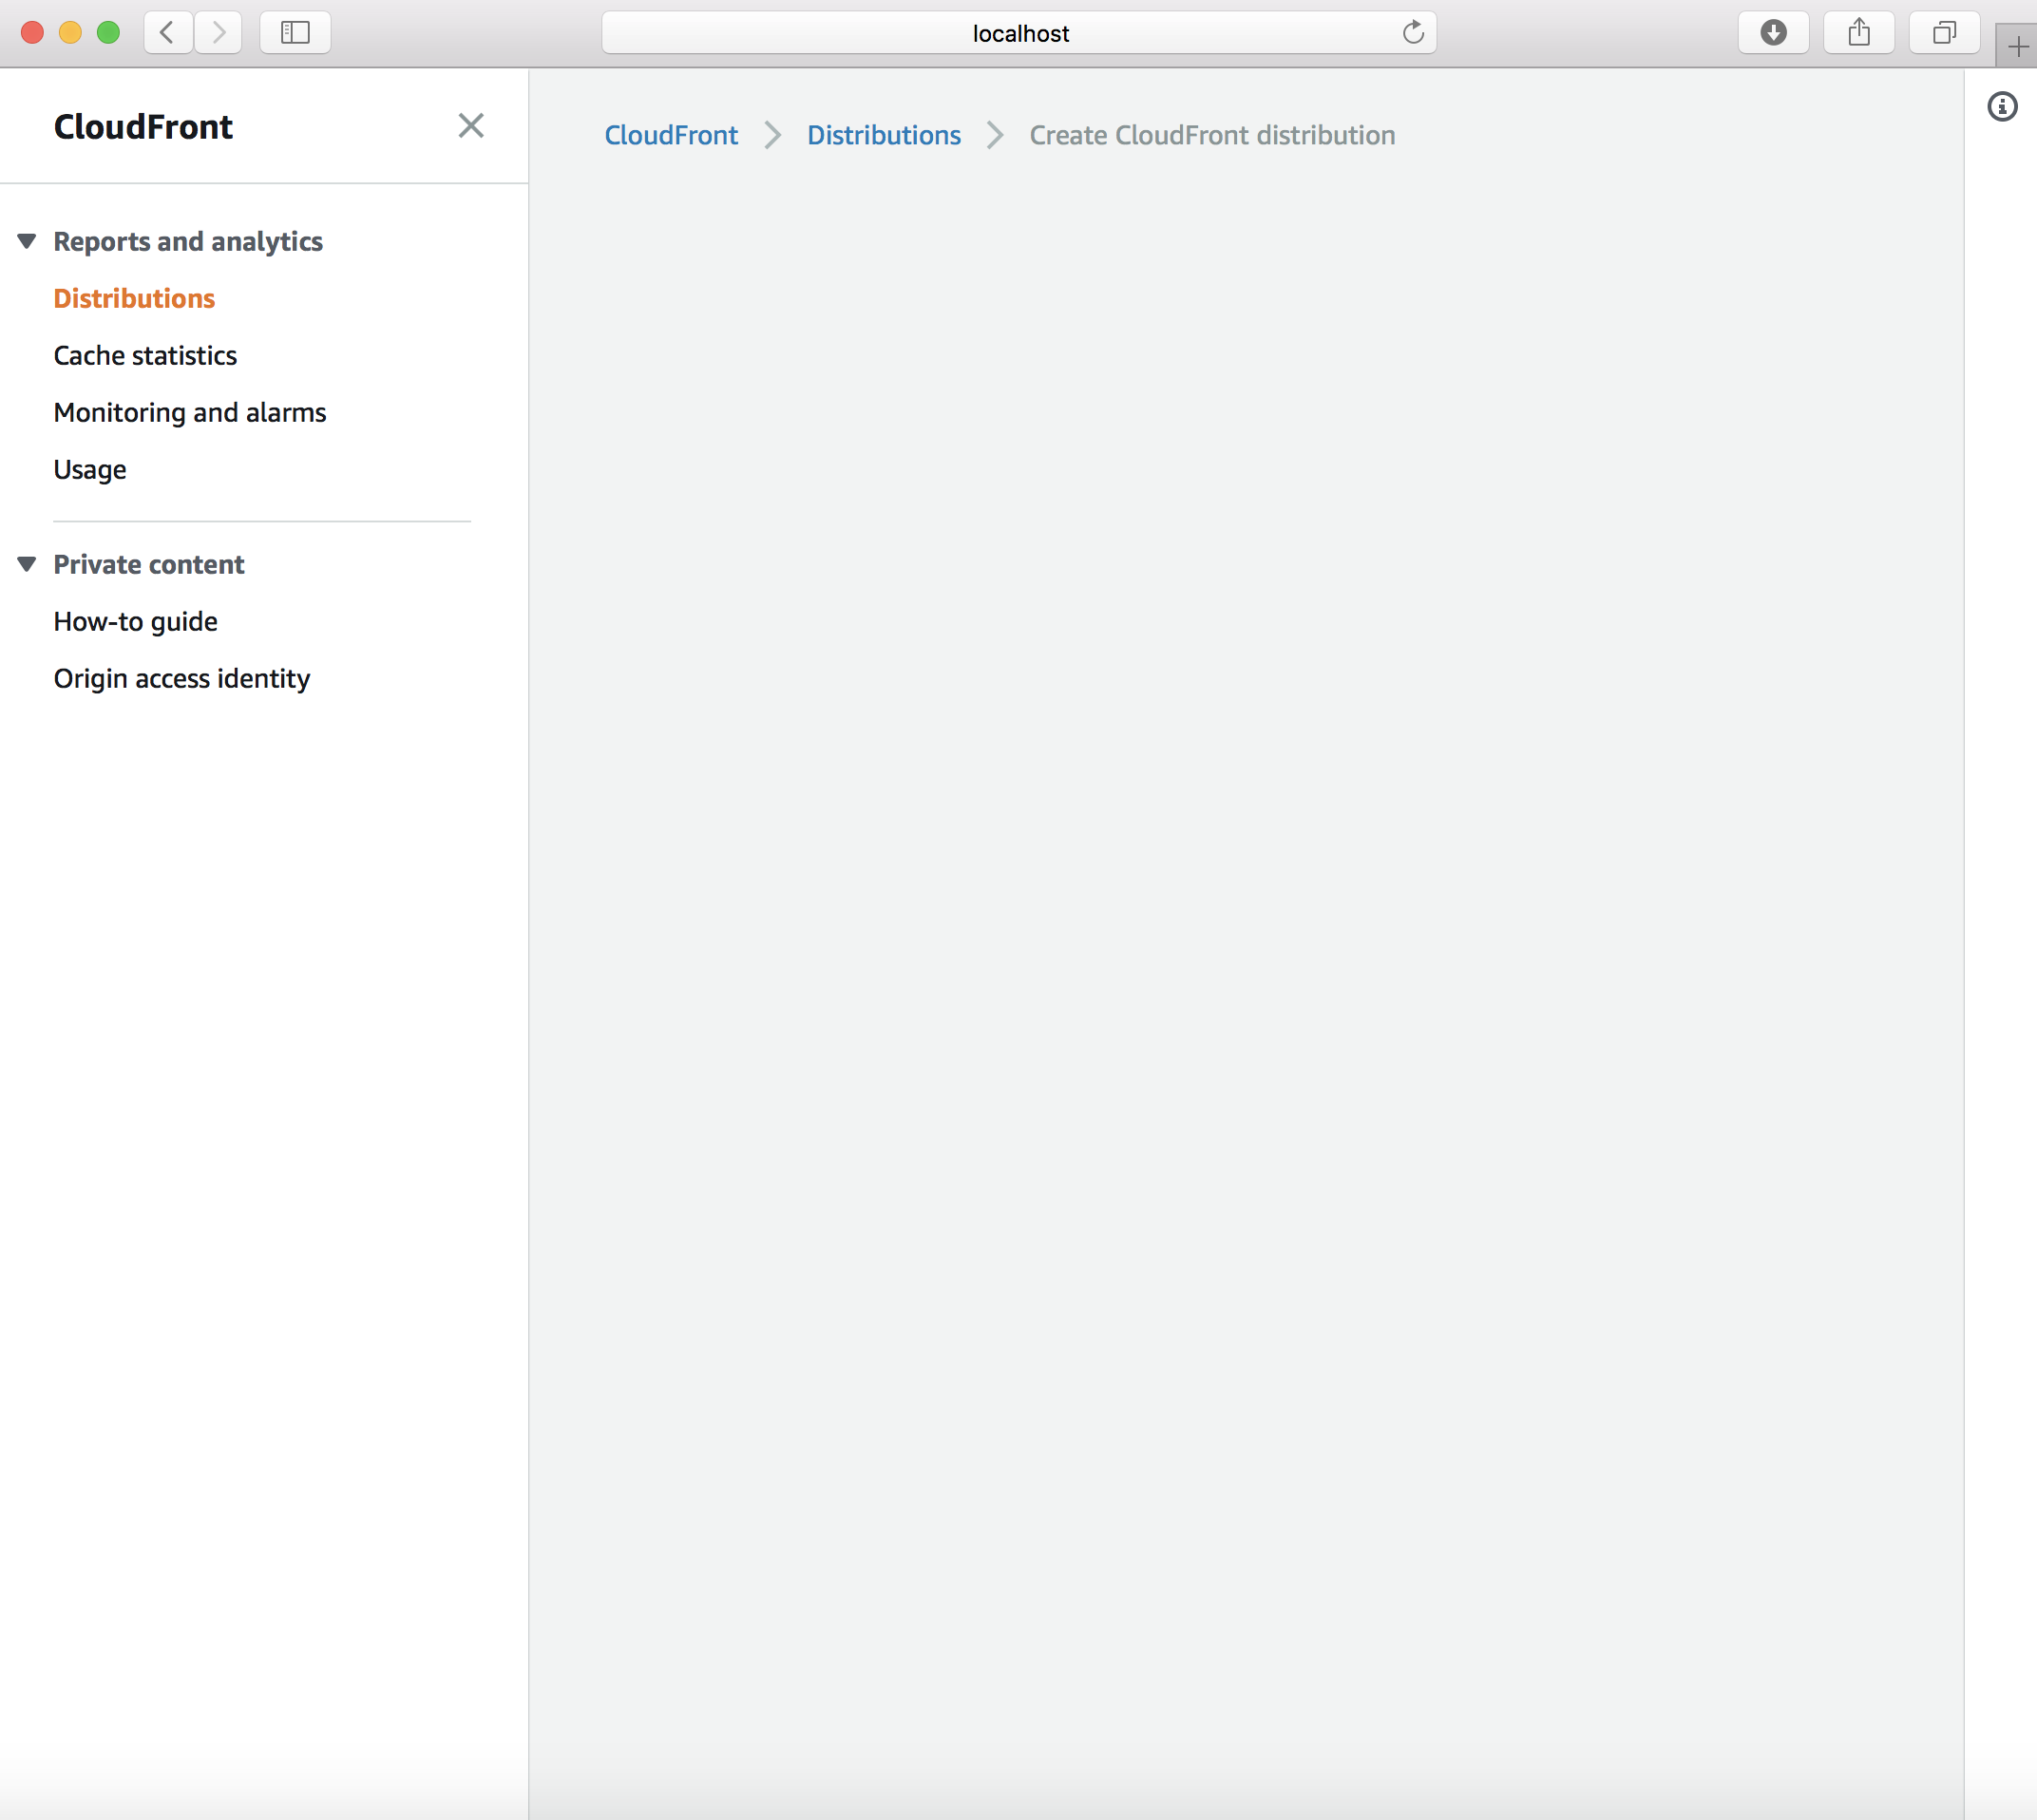 localhost
CloudFront
Reports and analytics
Distributions
Cache statistics
Monitoring and alarms
Usage
Private content
How-to guide
Origin access identity
CloudFront Distributions Create CloudFront distribution